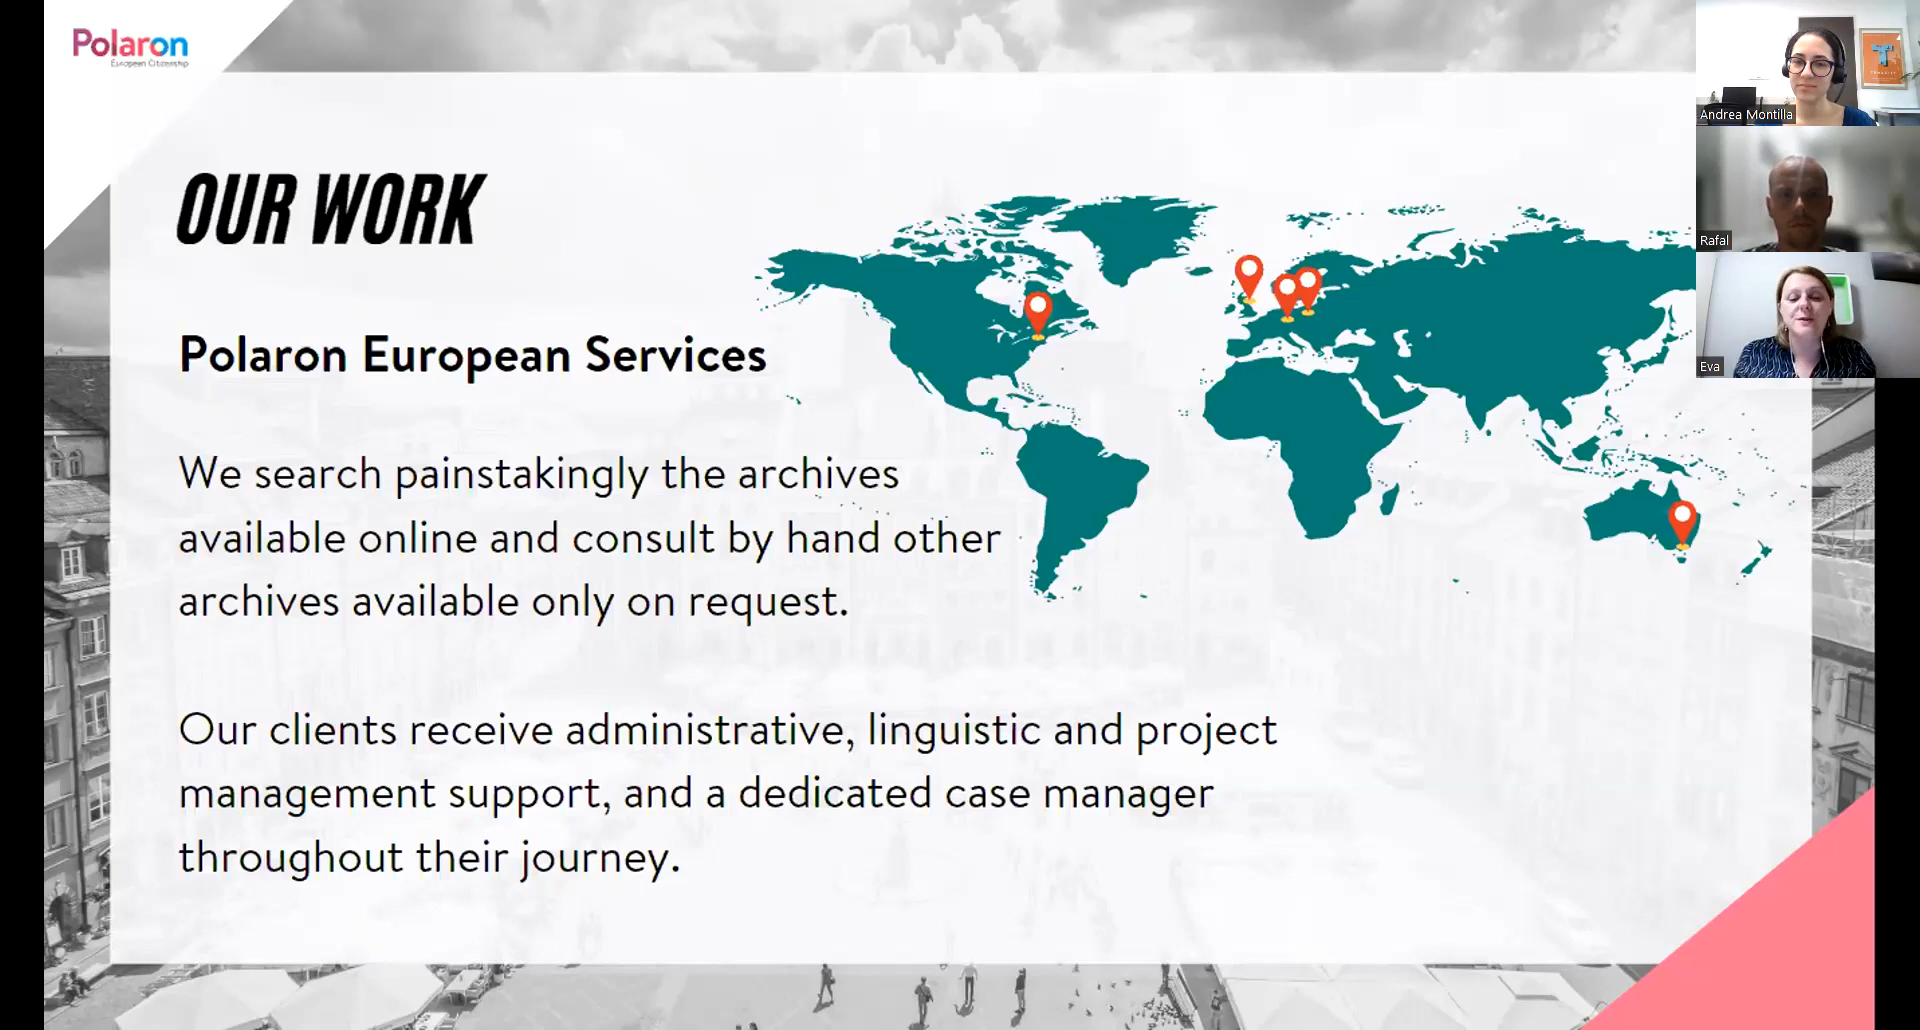 Polaron
European Citizenship
OUR WORK
Polaron European Services
We search painstakingly the archives
available online and consult by hand other
archives available only on request.
Our clients receive administrative, linguistic and project
management support, and a dedicated case manager
throughout their journey.
Andrea Montilla
Rafal
Eva